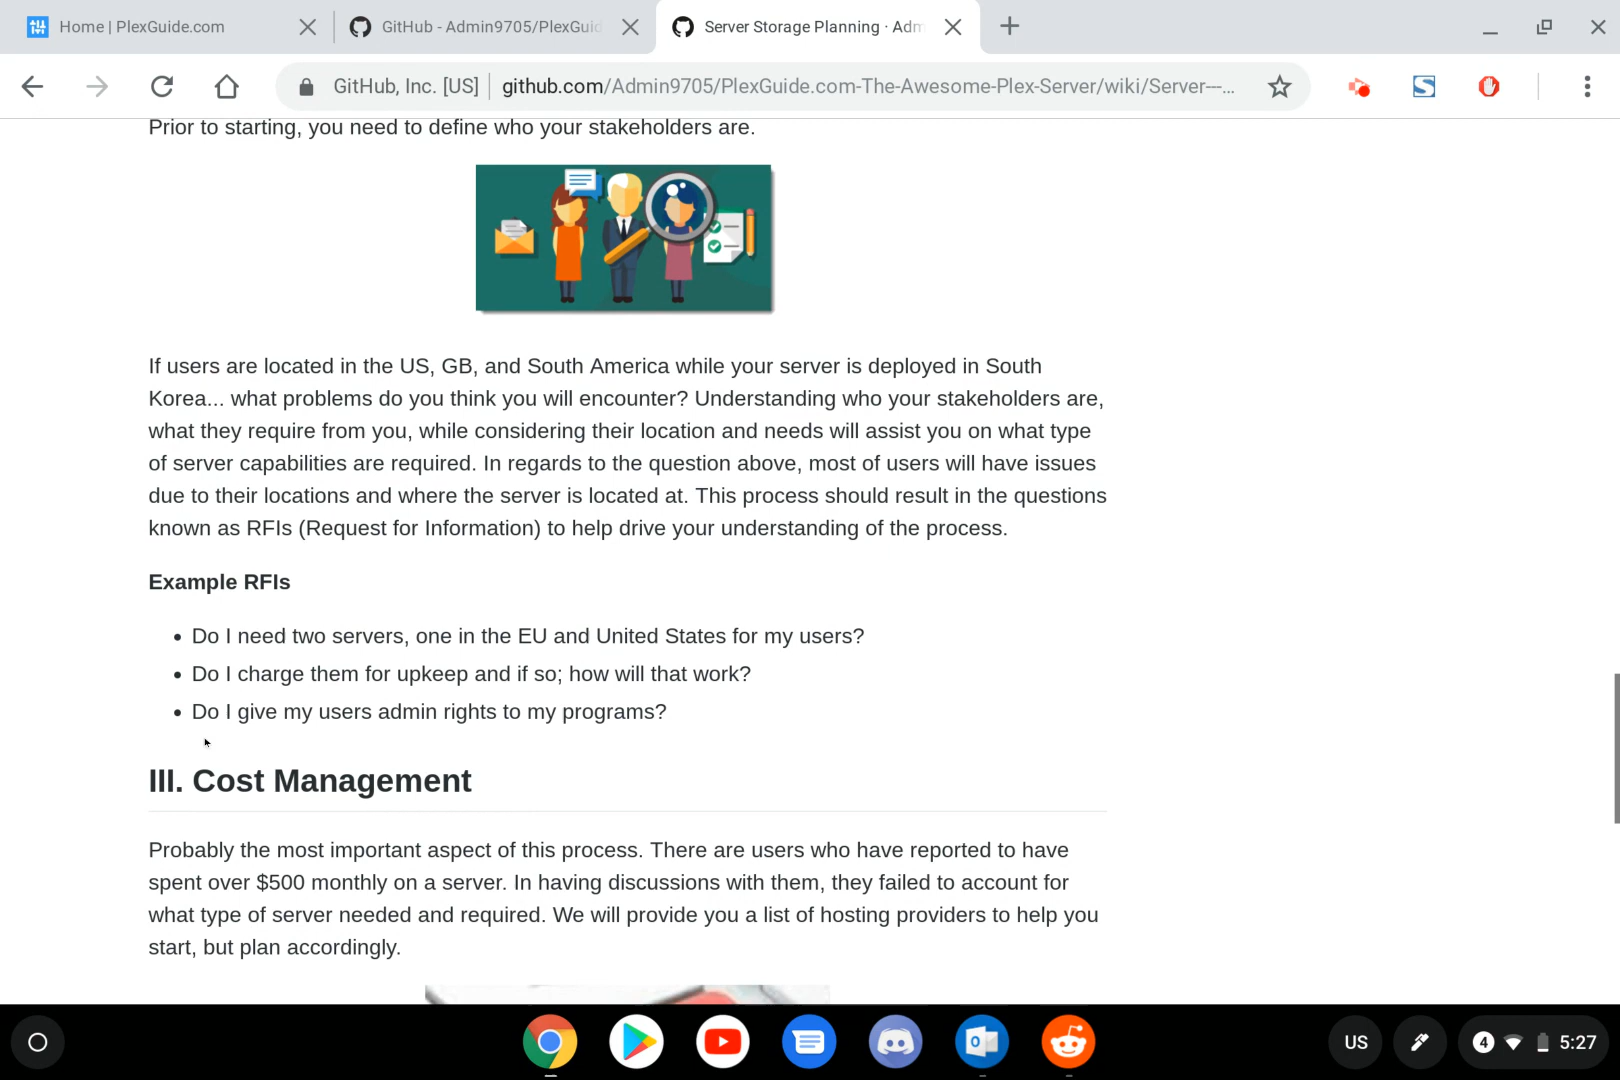 Home | PlexGuide.com
GitHub - Admin9705/PlexGuid
Server Storage Planning · Adm
GitHub, Inc. [US]
github.com/Admin9705/PlexGuide.com-The-Awesome-Plex-Server/wiki/Server---...
Prior to starting, you need to define who your stakeholders are.
If users are located in the US, GB, and South America while your server is deployed in South
Korea... what problems do you think you will encounter? Understanding who your stakeholders are,
what they require from you, while considering their location and needs will assist you on what type
of server capabilities are required. In regards to the question above, most of users will have issues
due to their locations and where the server is located at. This process should result in the questions
known as RFIs (Request for Information) to help drive your understanding of the process.
Example RFIs
• Do I need two servers, one in the EU and United States for my users?
• Do I charge them for upkeep and if so; how will that work?
• Do I give my users admin rights to my programs?
III. Cost Management
Probably the most important aspect of this process. There are users who have reported to have
spent over $500 monthly on a server. In having discussions with them, they failed to account for
what type of server needed and required. We will provide you a list of hosting providers to help you
start, but plan accordingly.
US
4
5:27